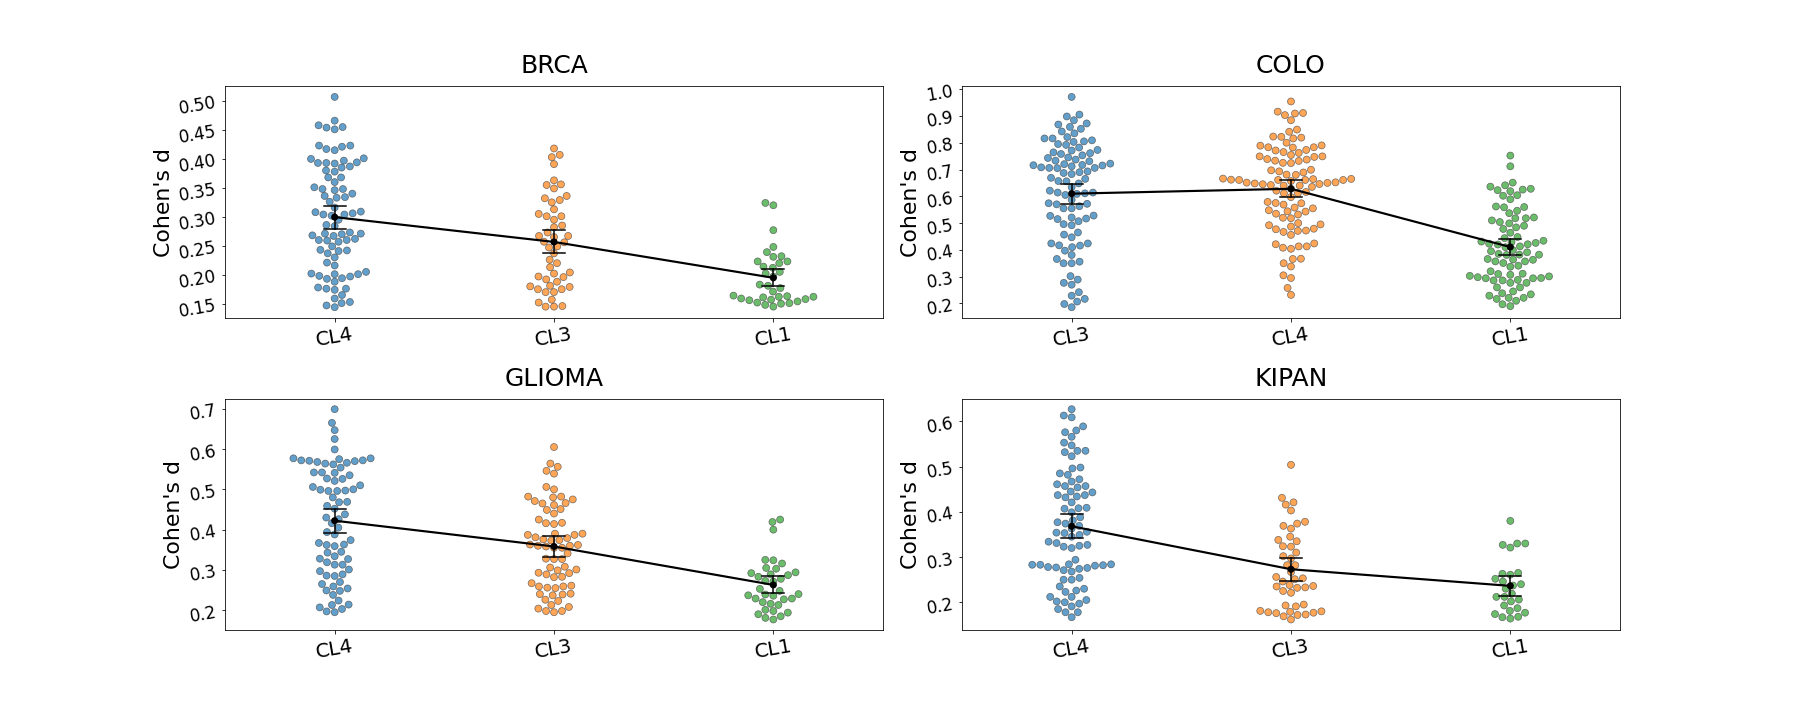 BRCA
Cohen's d
0.50
0.45
0.40
0.35
0.30
0.25
0.20
0.15
CL4 CL3 CL1
COLO
Cohen's d
1.0
0.9
0.8
0.7
0.6
0.5
0.4
0.3
0.2
CL3 CL4 CL1
GLIOMA
Cohen's d
0.7
0.6
0.5
0.4
0.3
0.2
CL4 CL3 CL1
KIPAN
Cohen's d
0.6
0.5
0.4
0.3
0.2
CL4 CL3 CL1